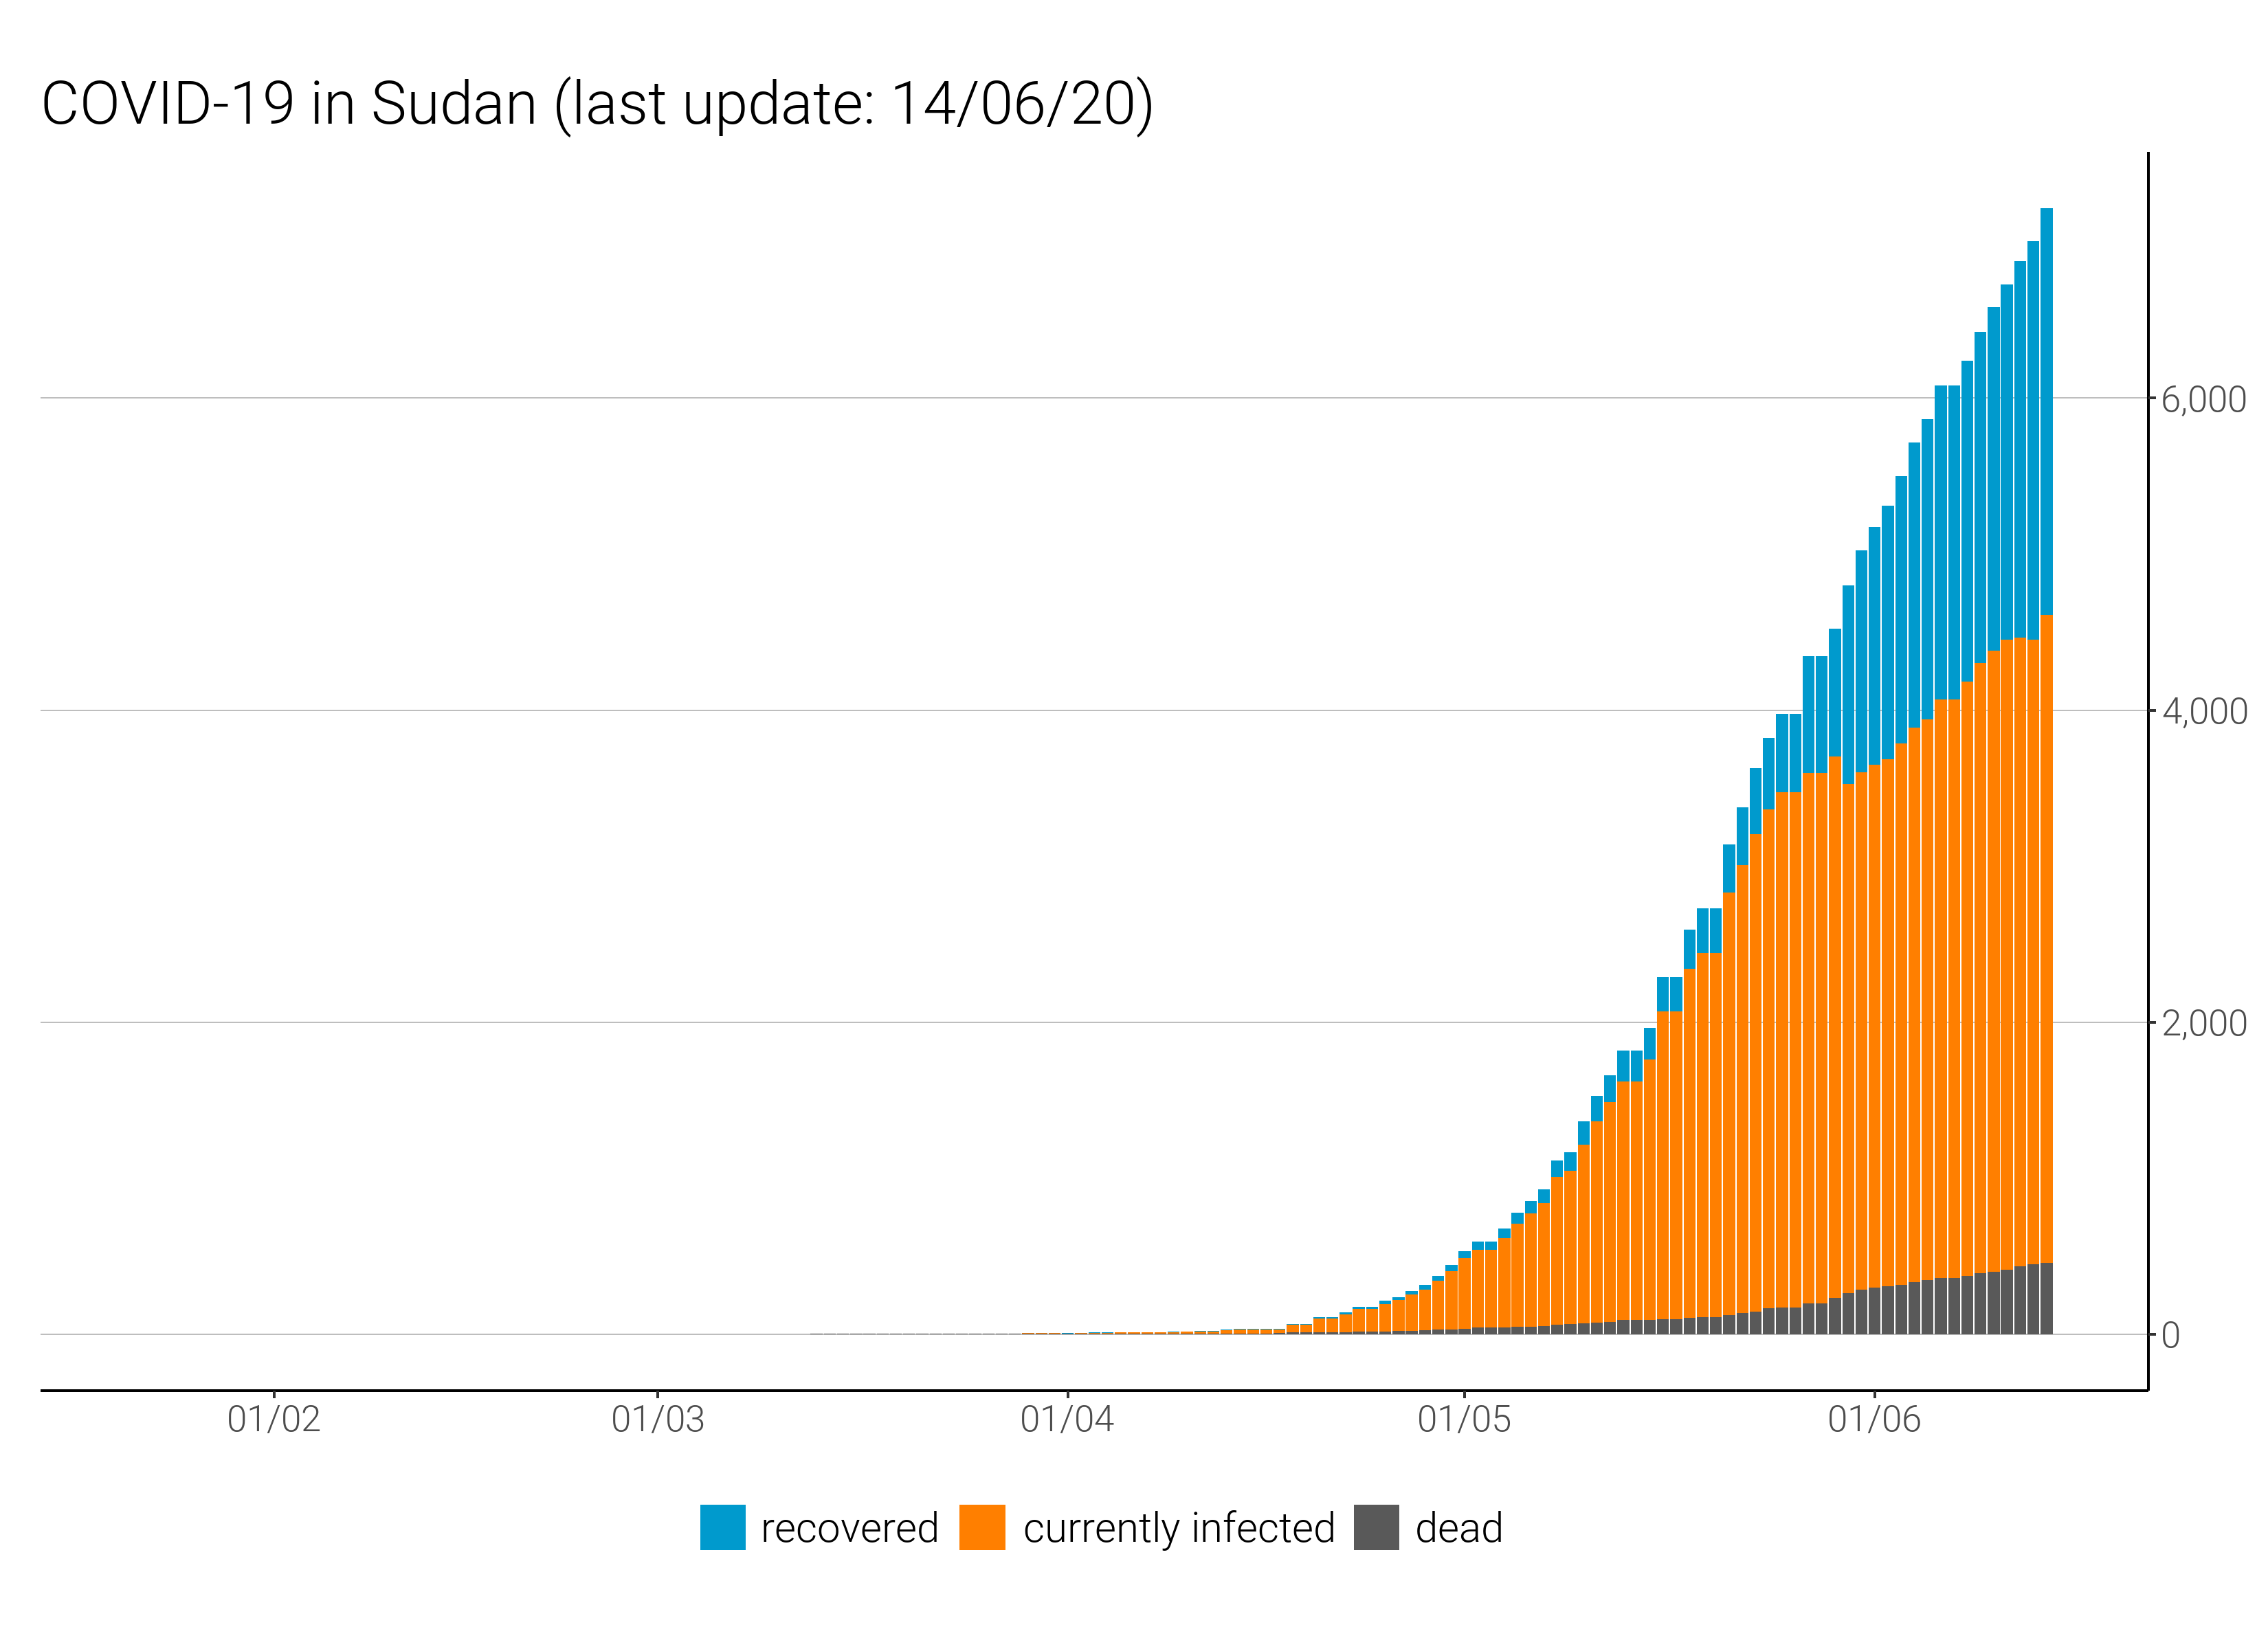 COVID-19 in Sudan (last update: 14/06/20)
6,000
4,000
2,000
0
01/02 01/03 01/04 01/05 01/06
recovered currently infected dead